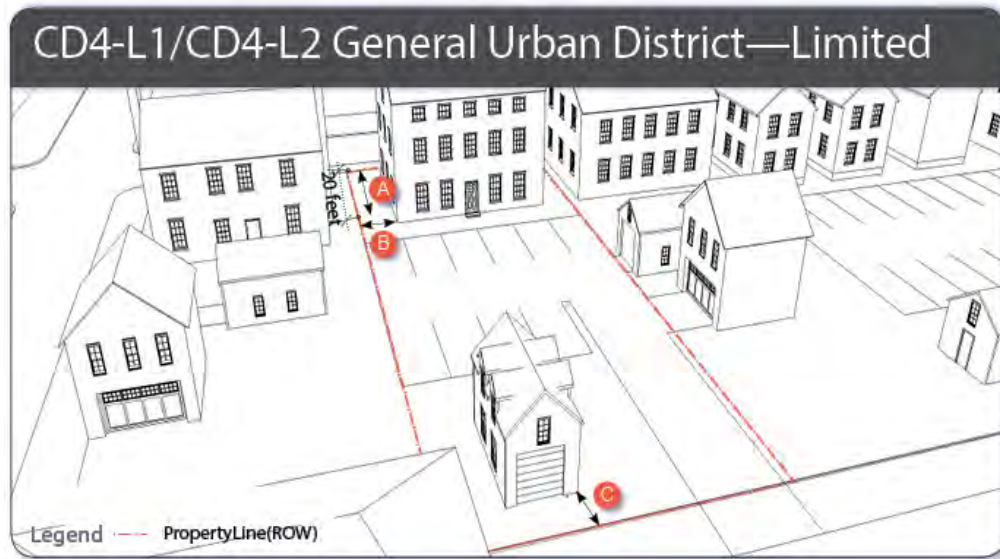 CD4-L1/CD4-L2 General Urban District—Limited
20 feet
A
B
C
Legend
PropertyLine(ROW)